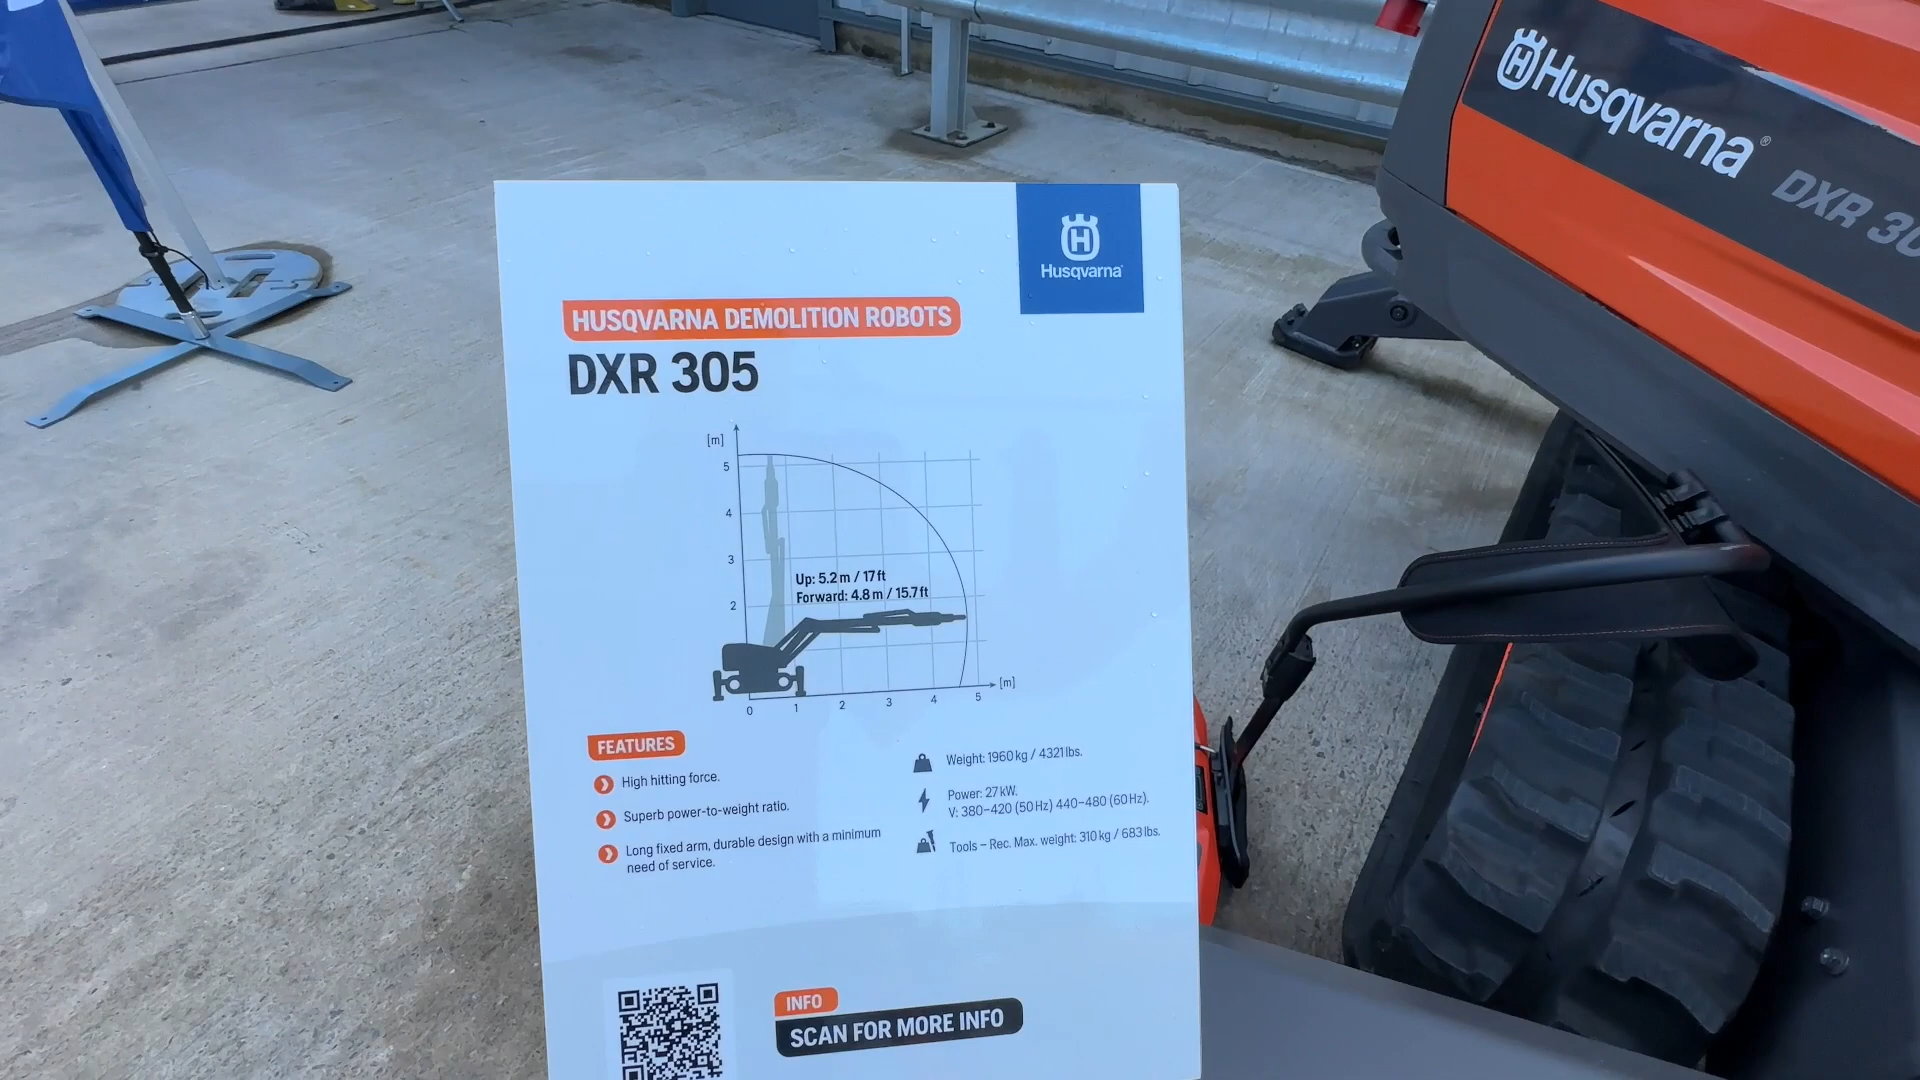 Husqvarna®
DXR 30
Husqvarna
HUSQVARNA DEMOLITION ROBOTS
DXR 305
[m]
5
4
3
2
Up: 5.2 m / 17 ft
Forward: 4.8 m / 15.7 ft
[m]
0 1 2 3 4 5
FEATURES
High hitting force.
Superb power-to-weight ratio.
Long fixed arm, durable design with a minimum
need of service.
Weight: 1960 kg / 4321 lbs.
Power: 27 kW.
V: 380–420 (50 Hz) 440–480 (60 Hz).
Tools – Rec. Max. weight: 310 kg / 683 lbs.
INFO
SCAN FOR MORE INFO